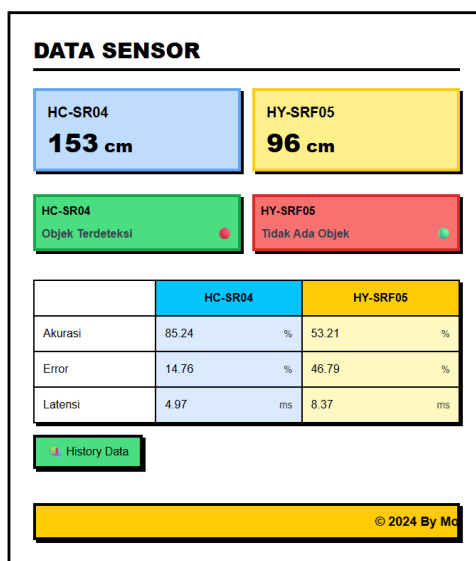 DATA SENSOR
HC-SR04
153 cm
HY-SRF05
96 cm
HC-SR04
Objek Terdeteksi
HY-SRF05
Tidak Ada Objek
HC-SR04 HY-SRF05
Akurasi 85.24 % 53.21 %
Error 14.76 % 46.79 %
Latensi 4.97 ms 8.37 ms
History Data
© 2024 By Mo